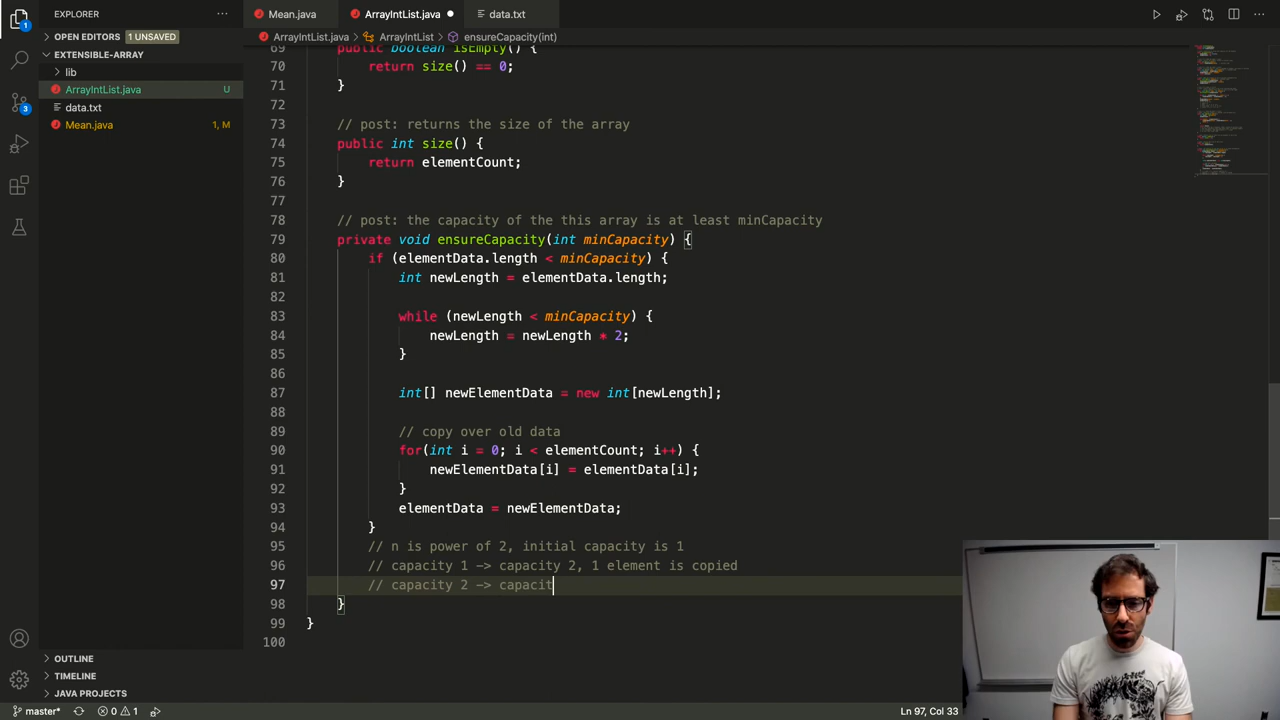 EXPLORER
Mean.java
ArrayIntList.java
data.txt
OPEN EDITORS 1 UNSAVED
ArrayIntList.java > ArrayIntList > ensureCapacity(int)
EXTENSIBLE-ARRAY
lib
ArrayIntList.java U
data.txt
Mean.java 1, M
69 public boolean isEmpty() {
70 return size() == 0;
71 }
72
73 // post: returns the size of the array
74 public int size() {
75 return elementCount;
76 }
77
78 // post: the capacity of the this array is at least minCapacity
79 private void ensureCapacity(int minCapacity) {
80 if (elementData.length < minCapacity) {
81 int newLength = elementData.length;
82
83 while (newLength < minCapacity) {
84 newLength = newLength * 2;
85 }
86
87 int[] newElementData = new int[newLength];
88
89 // copy over old data
90 for(int i = 0; i < elementCount; i++) {
91 newElementData[i] = elementData[i];
92 }
93 elementData = newElementData;
94 }
95 // n is power of 2, initial capacity is 1
96 // capacity 1 -> capacity 2, 1 element is copied
97 // capacity 2 -> capacit
98 }
99 }
100
OUTLINE
TIMELINE
JAVA PROJECTS
master* 0 1
Ln 97, Col 33
1
3